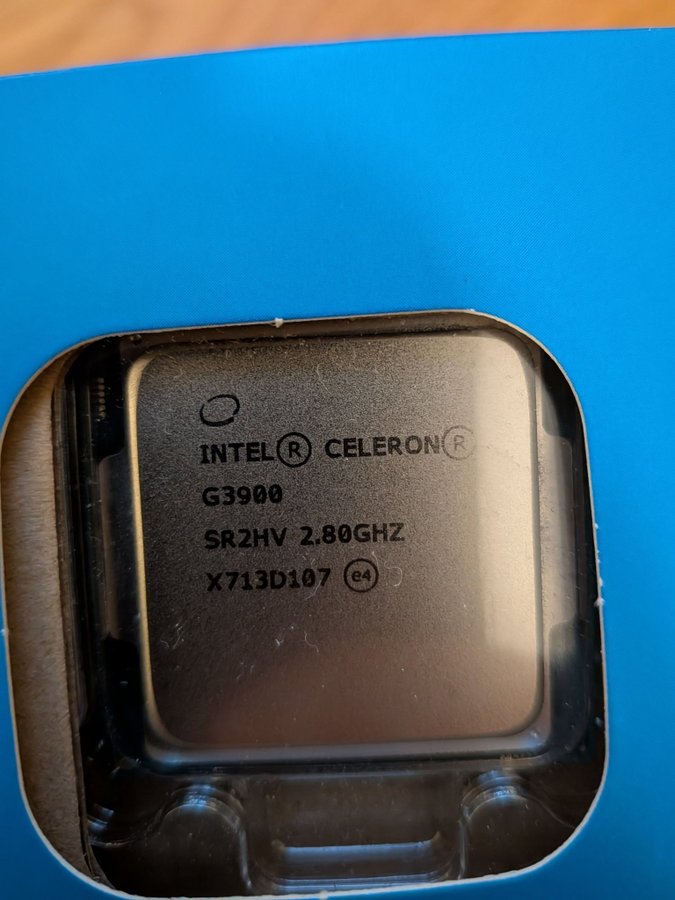 INTEL® CELERON®
G3900
SR2HV 2.80GHZ
X713D107 e4